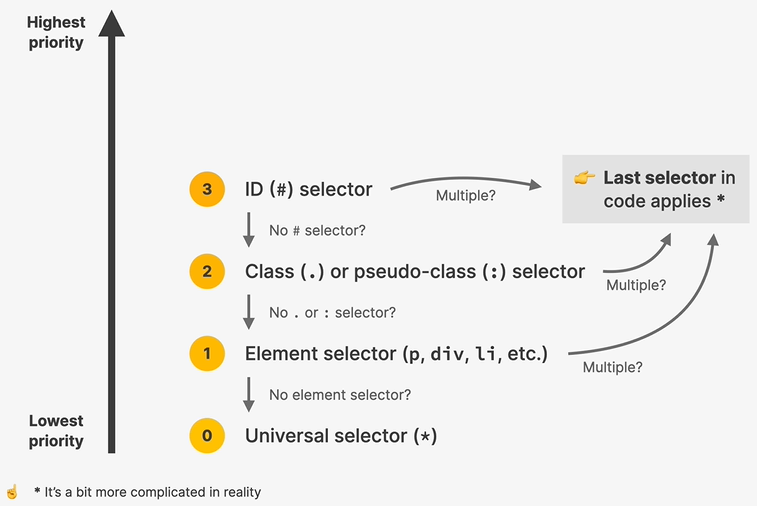 Highest
priority
3 ID (#) selector
Multiple?
👉 Last selector in
code applies *
No # selector?
2 Class (.) or pseudo-class (:) selector
Multiple?
No . or : selector?
1 Element selector (p, div, li, etc.)
Multiple?
No element selector?
Lowest
priority
0 Universal selector (*)
☝️ * It’s a bit more complicated in reality